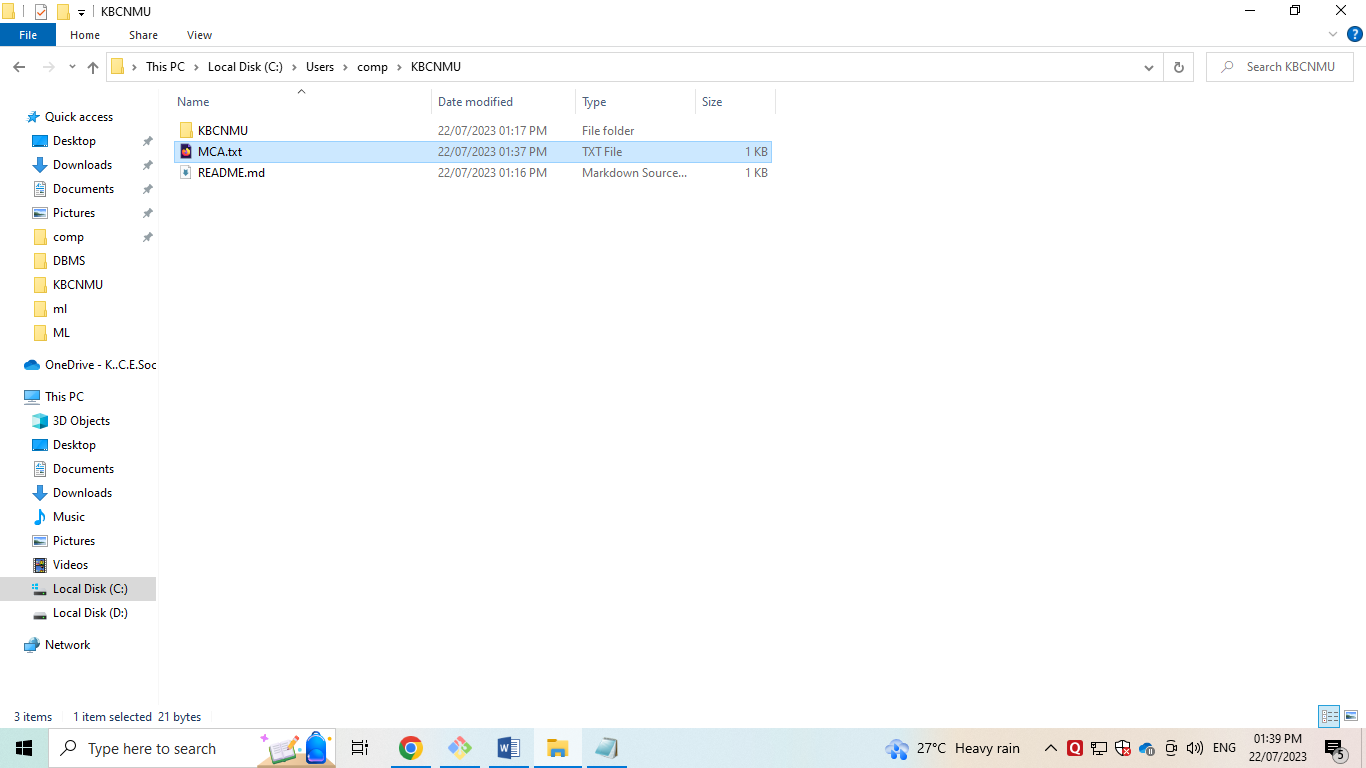 KBCNMU
File Home Share View
This PC Local Disk (C:) Users comp KBCNMU Search KBCNMU
Name Date modified Type Size
KBCNMU 22/07/2023 01:17 PM File folder
MCA.txt 22/07/2023 01:37 PM TXT File 1 KB
README.md 22/07/2023 01:16 PM Markdown Source... 1 KB
Quick access
Desktop
Downloads
Documents
Pictures
comp
DBMS
KBCNMU
ml
ML
OneDrive - K..C.E.Soc
This PC
3D Objects
Desktop
Documents
Downloads
Music
Pictures
Videos
Local Disk (C:)
Local Disk (D:)
Network
3 items 1 item selected 21 bytes
Type here to search 27°C Heavy rain ENG 01:39 PM
22/07/2023 5